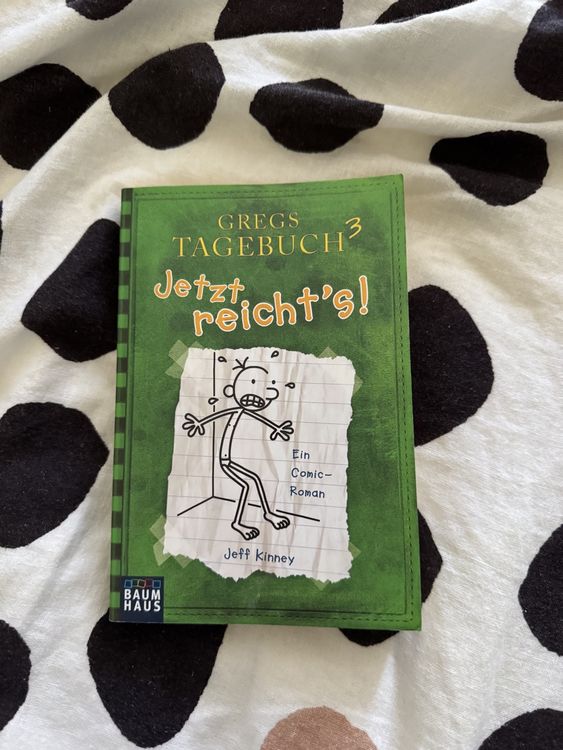 GREGS
TAGEBUCH 3
Jetzt
reicht's!
Ein
Comic-
Roman
Jeff Kinney
BAUM
HAUS